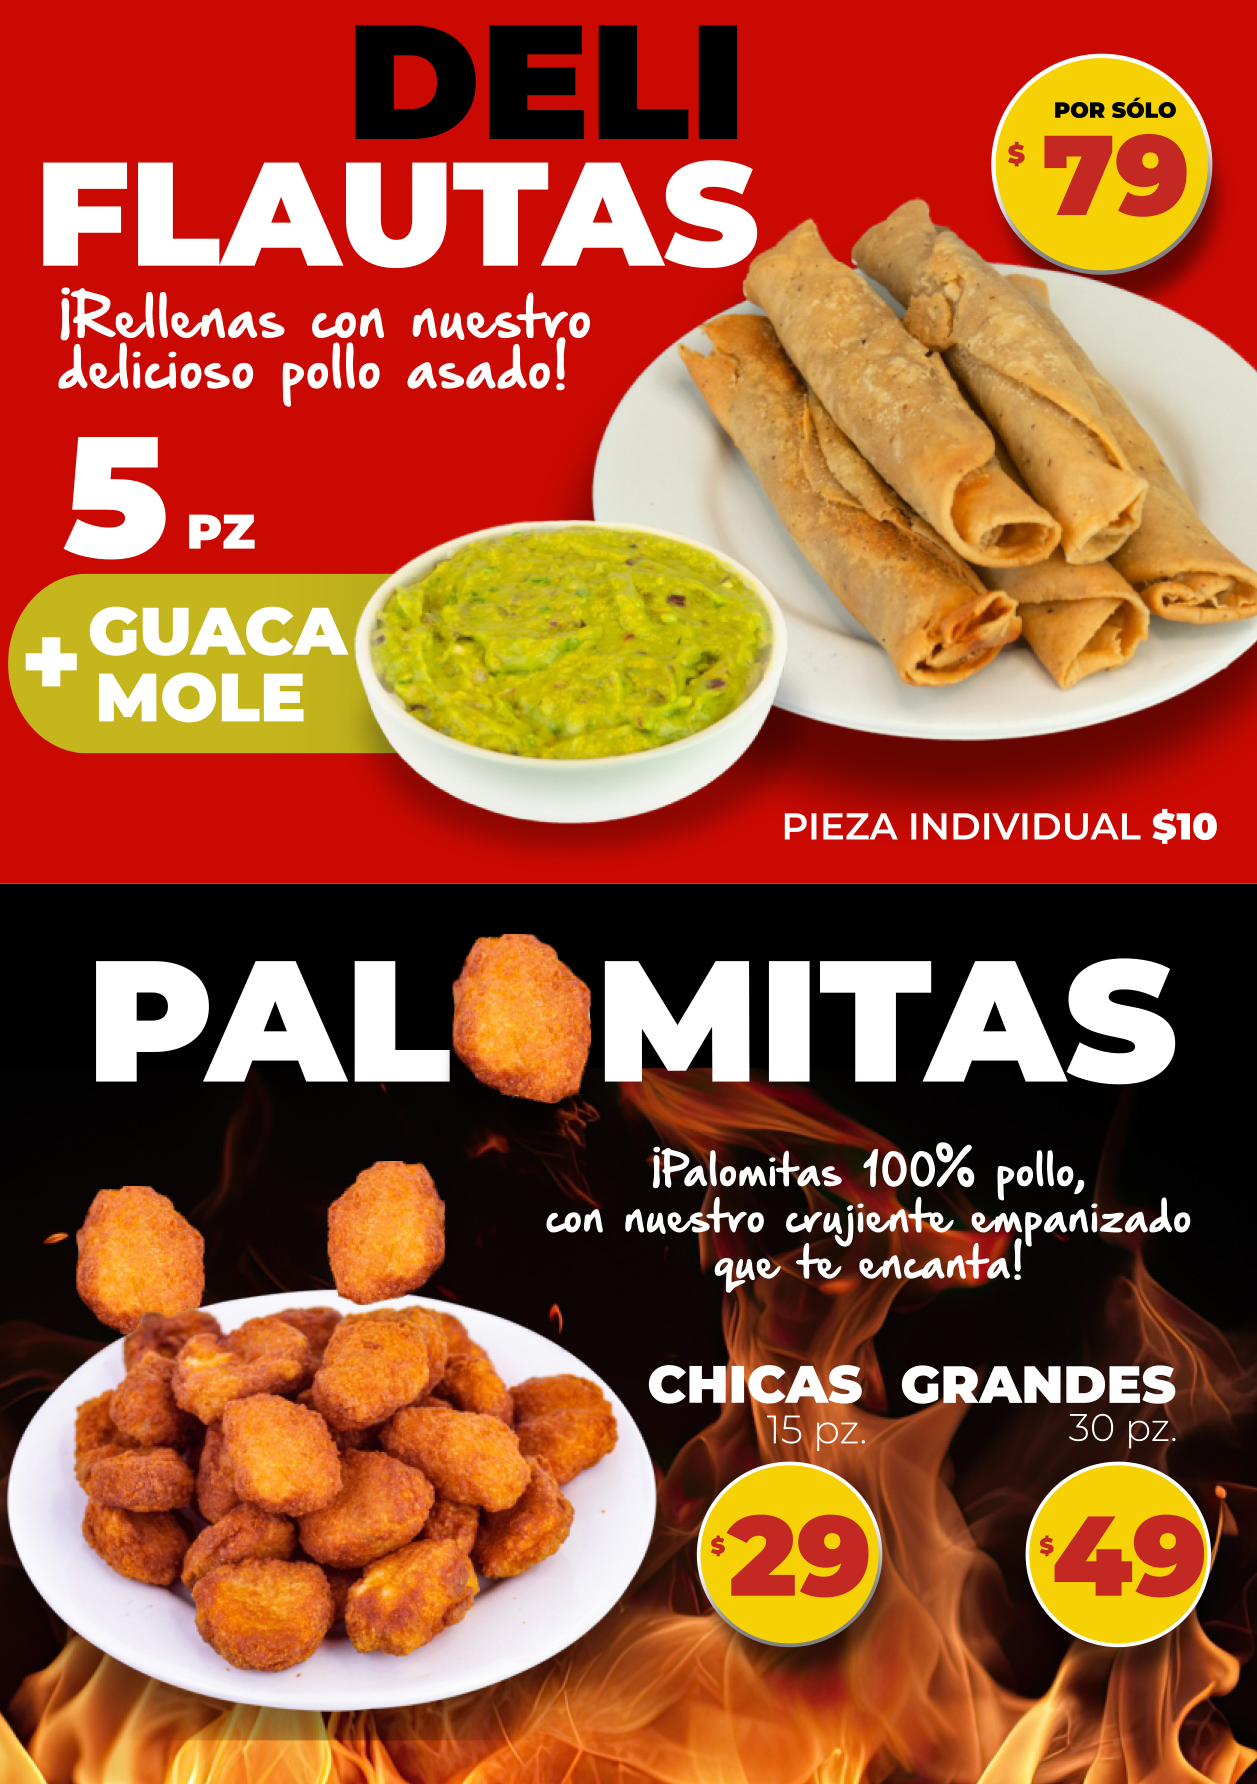 DELI
FLAUTAS
¡Rellenas con nuestro
delicioso pollo asado!
POR SÓLO
$ 79
5 PZ
+ GUACA
MOLE
PIEZA INDIVIDUAL $10
PALOMITAS
¡Palomitas 100% pollo,
con nuestro crujiente empanizado
que te encanta!
CHICAS GRANDES
15 pz. 30 pz.
$29 $49